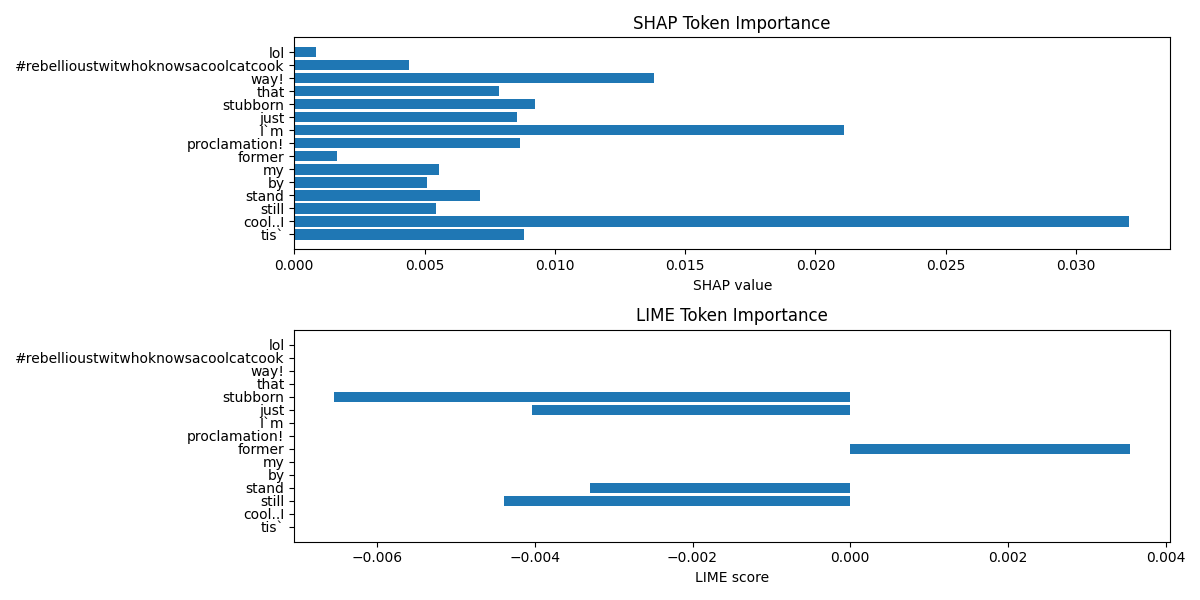 SHAP Token Importance
lol
#rebellioustwitwhoknowsacoolcatcook
way!
that
stubborn
just
I`m
proclamation!
former
my
by
stand
still
cool..I
tis`
0.000 0.005 0.010 0.015 0.020 0.025 0.030
SHAP value
LIME Token Importance
lol
#rebellioustwitwhoknowsacoolcatcook
way!
that
stubborn
just
I`m
proclamation!
former
my
by
stand
still
cool..I
tis`
−0.006 −0.004 −0.002 0.000 0.002 0.004
LIME score